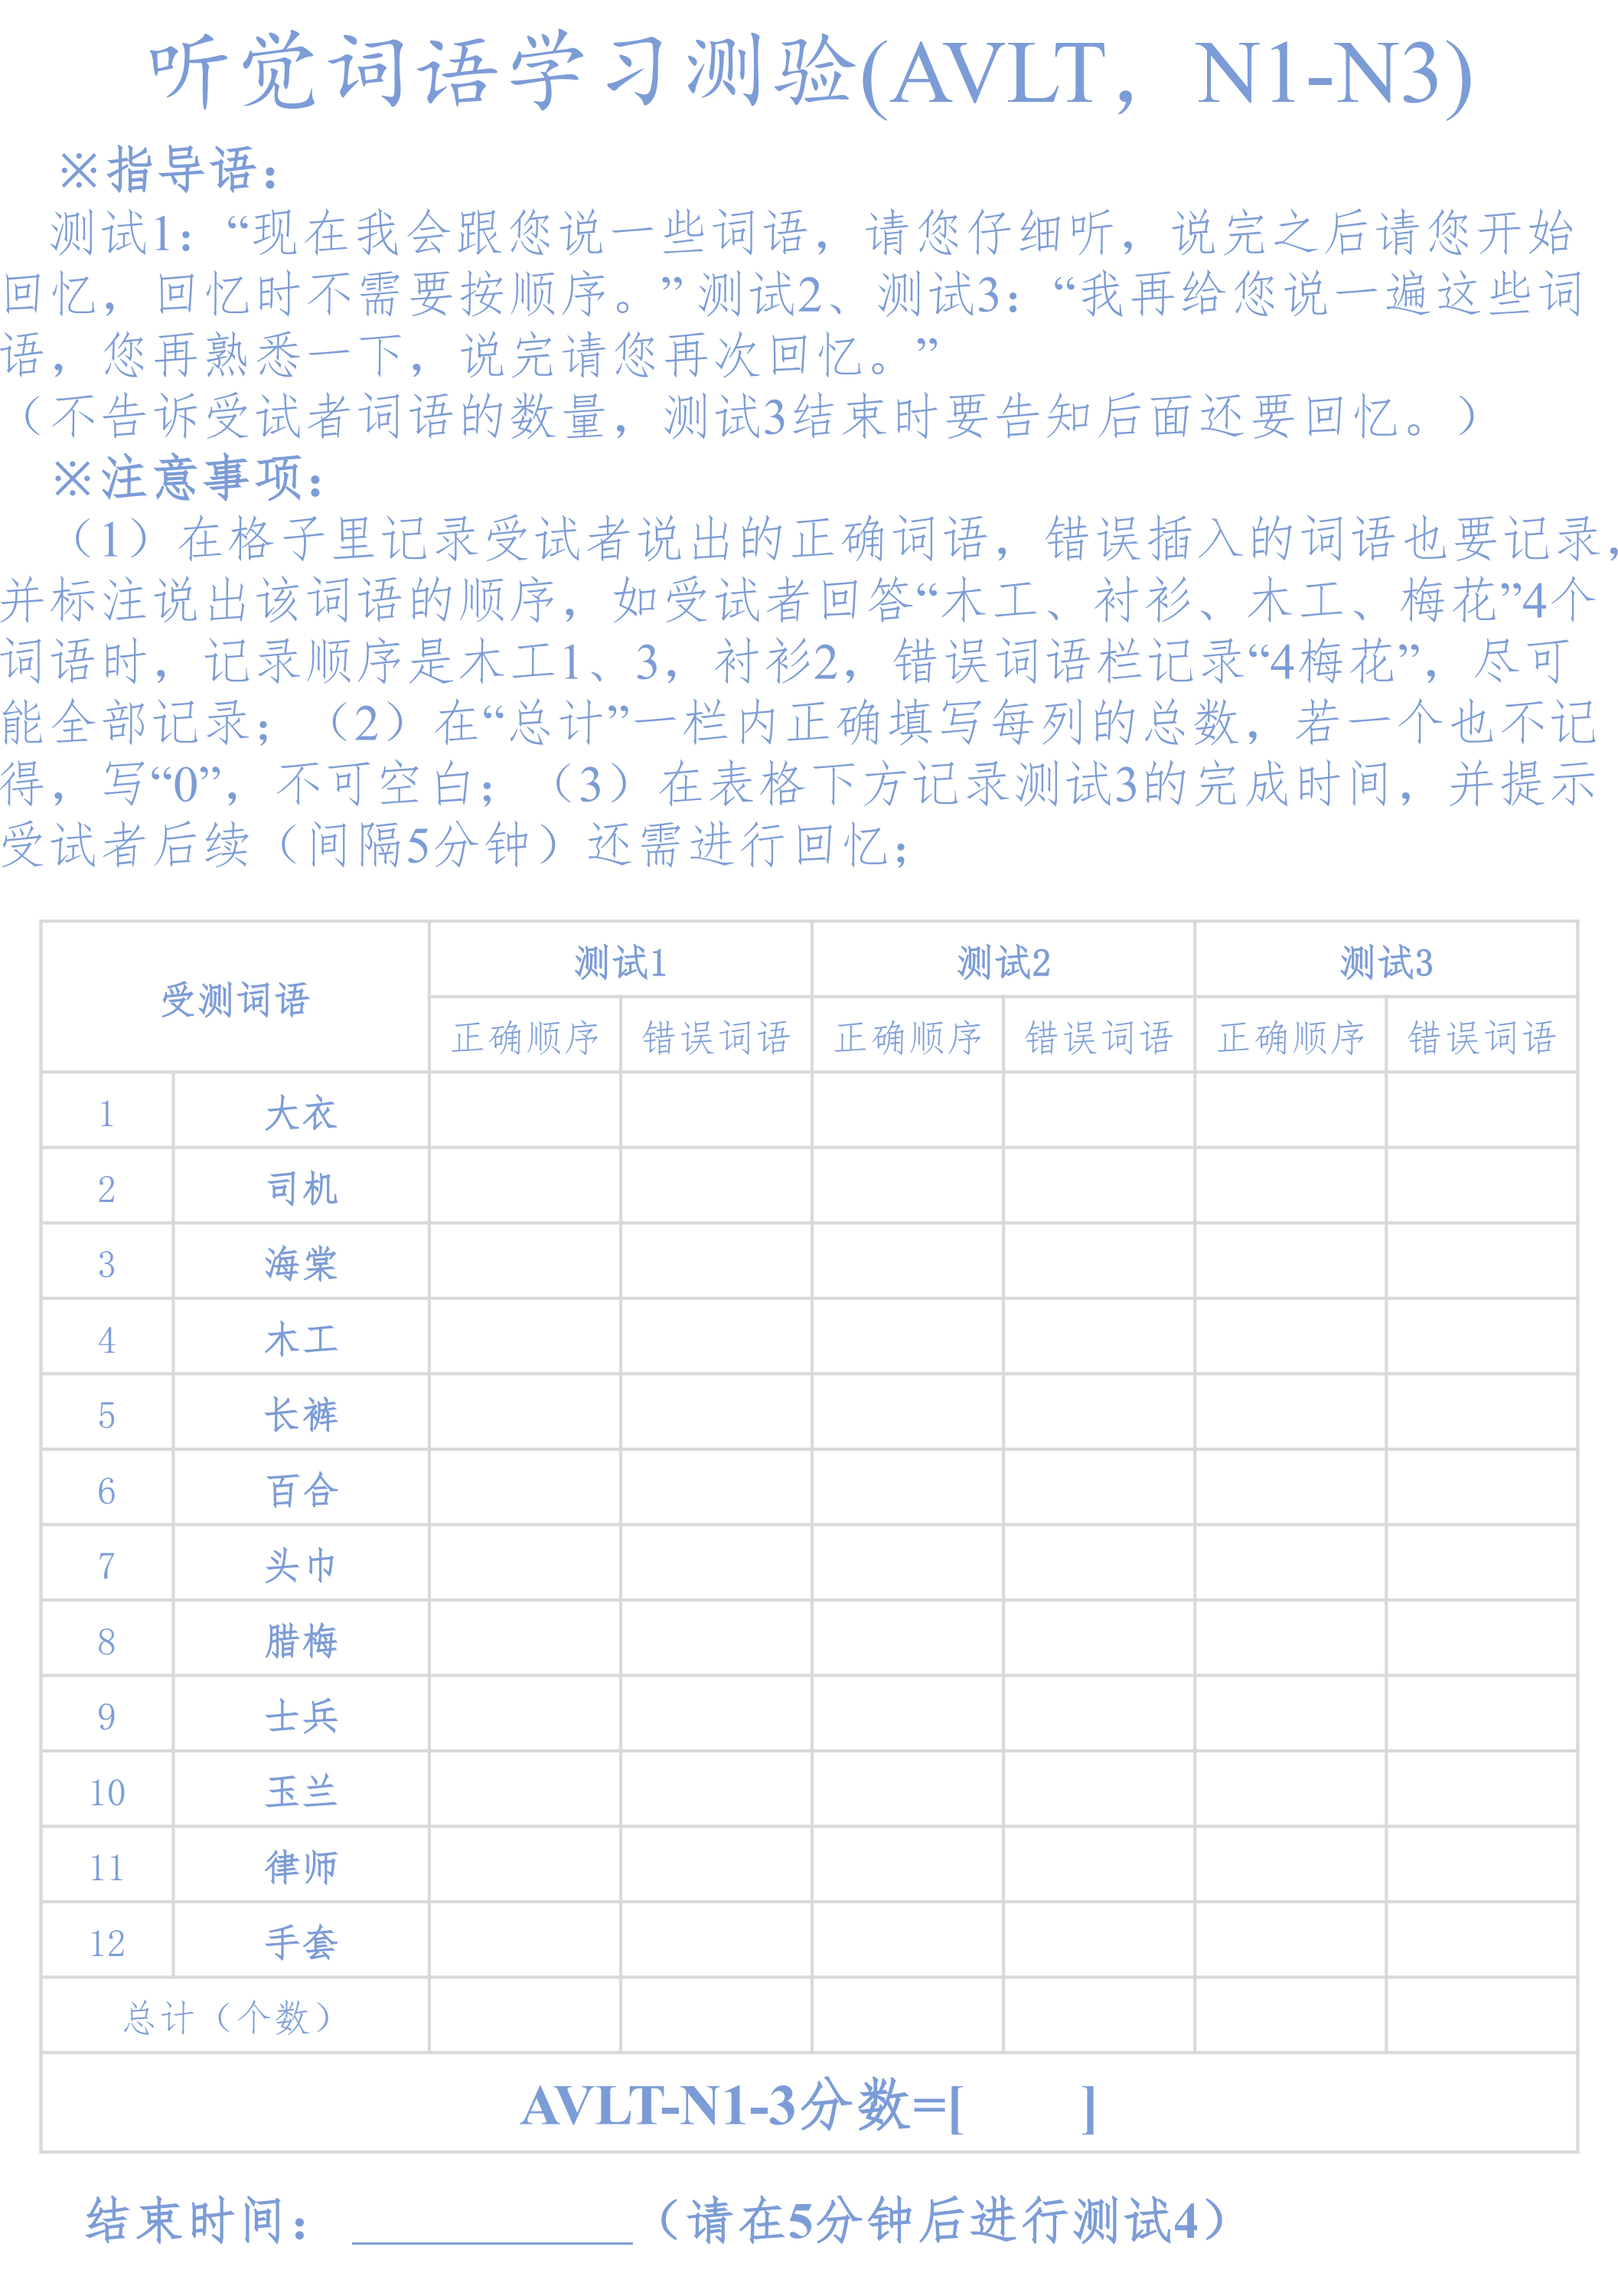 听觉词语学习测验(AVLT，N1-N3)
※指导语：
测试1：“现在我会跟您说一些词语，请您仔细听，说完之后请您开始
回忆，回忆时不需要按顺序。”测试2、测试3：“我再给您说一遍这些词
语，您再熟悉一下，说完请您再次回忆。”
（不告诉受试者词语的数量，测试3结束时要告知后面还要回忆。）
※注意事项：
（1）在格子里记录受试者说出的正确词语，错误插入的词语也要记录，
并标注说出该词语的顺序，如受试者回答“木工、衬衫、木工、梅花”4个
词语时，记录顺序是木工1、3，衬衫2，错误词语栏记录“4梅花”，尽可
能全部记录；（2）在“总计”一栏内正确填写每列的总数，若一个也不记
得，写“0”，不可空白；（3）在表格下方记录测试3的完成时间，并提示
受试者后续（间隔5分钟）还需进行回忆；
受测词语 测试1 测试2 测试3
正确顺序 错误词语 正确顺序 错误词语 正确顺序 错误词语
1 大衣
2 司机
3 海棠
4 木工
5 长裤
6 百合
7 头巾
8 腊梅
9 士兵
10 玉兰
11 律师
12 手套
总计（个数）
AVLT-N1-3分数=[ ]
结束时间：___________（请在5分钟后进行测试4）